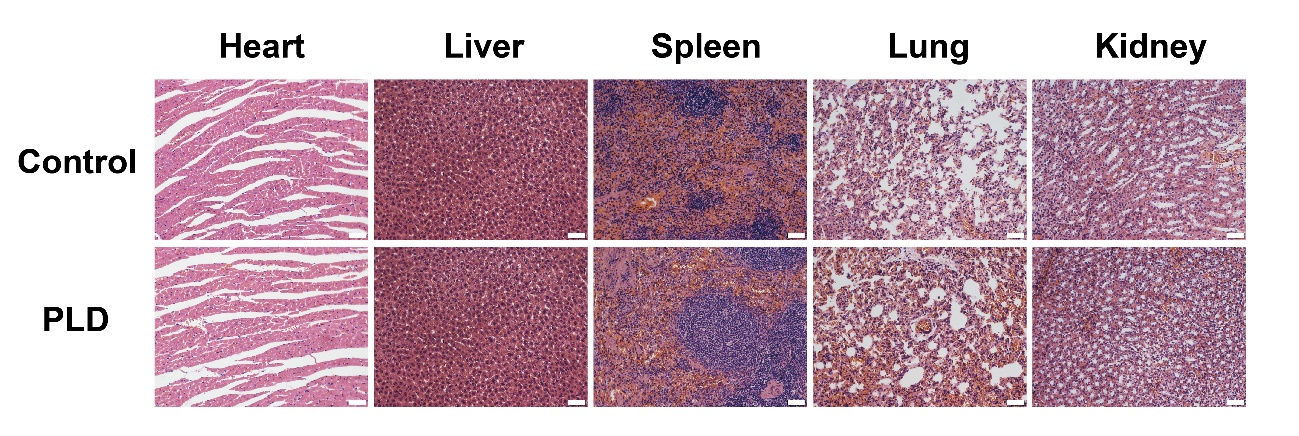 Heart Liver Spleen Lung Kidney
Control
PLD